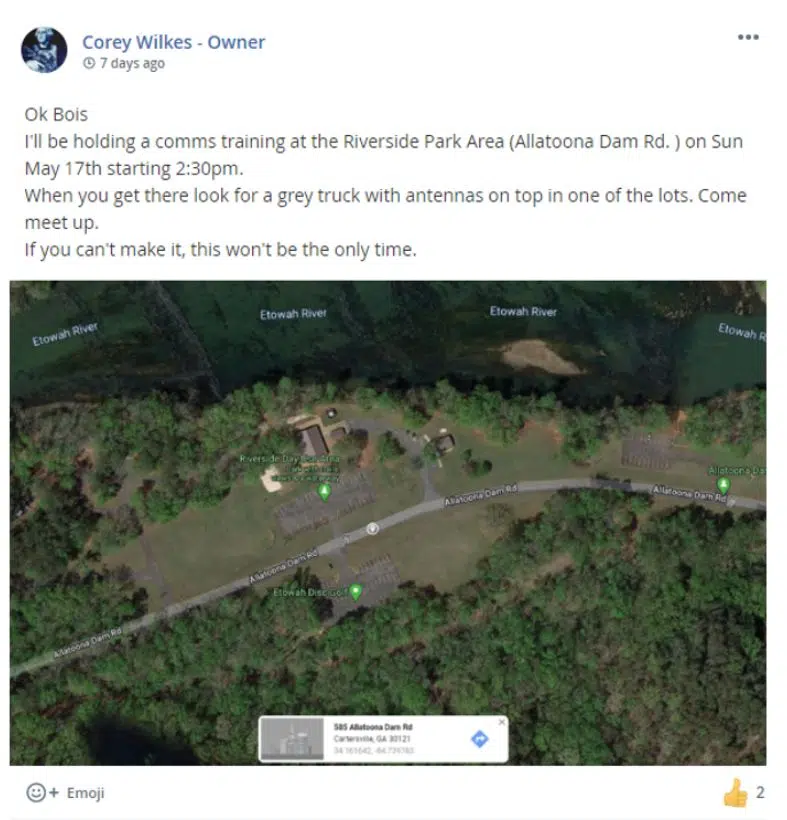 Corey Wilkes - Owner
7 days ago
Ok Bois
I'll be holding a comms training at the Riverside Park Area (Allatoona Dam Rd. ) on Sun
May 17th starting 2:30pm.
When you get there look for a grey truck with antennas on top in one of the lots. Come
meet up.
If you can't make it, this won't be the only time.
Etowah River
Etowah River
Etowah River
Etowah R
Riverside Day Use Area
Allatoona Da
Allatoona Dam Rd
Allatoona Dam Rd
Allatoona Dam Rd
Etowah Disc Golf
Allatoona Dam Rd
585 Allatoona Dam Rd
Cartersville, GA 30121
Emoji
2